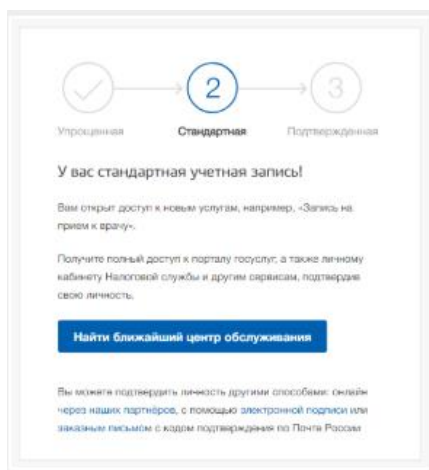 2
3
Упрощенная
Стандартная
Подтверждённая
У вас стандартная учетная запись!
Вам открыт доступ к новым услугам, например, «Запись на
прием к врачу».
Получите полный доступ к порталу госуслуг, а также личному
кабинету Налоговой службы и другим сервисам, подтвердив
свою личность.
Найти ближайший центр обслуживания
Вы можете подтвердить личность другими способами: онлайн
через наших партнёров, с помощью электронной подписи или
заказным письмом с кодом подтверждения по Почте России